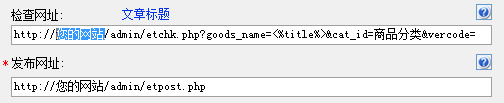 检查网址: 文章标题
http://您的网站/admin/etchk.php?goods_name=<%title%>&cat_id=商品分类&vercode=
* 发布网址:
http://您的网站/admin/etpost.php